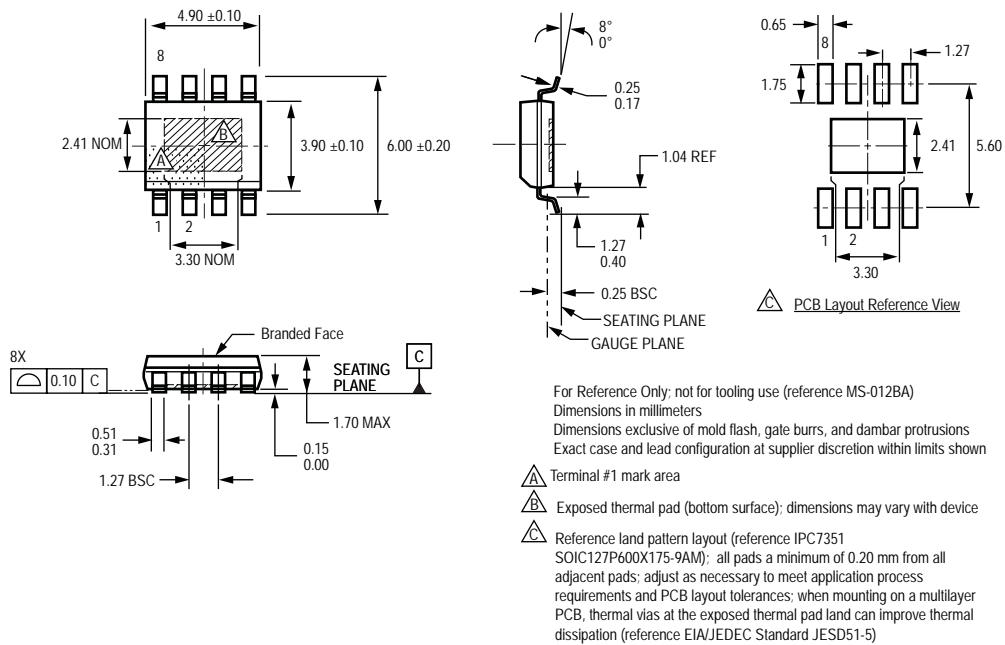 4.90 ±0.10
8
2.41 NOM
A
B
3.90 ±0.10
6.00 ±0.20
1
2
3.30 NOM
8°
0°
0.25
0.17
1.04 REF
1.27
0.40
0.25 BSC
SEATING PLANE
GAUGE PLANE
0.65
8
1.27
1.75
2.41
5.60
1
2
3.30
C PCB Layout Reference View
Branded Face
8X
0.10 C
SEATING
PLANE
C
1.70 MAX
0.51
0.31
0.15
0.00
1.27 BSC
For Reference Only; not for tooling use (reference MS-012BA)
Dimensions in millimeters
Dimensions exclusive of mold flash, gate burrs, and dambar protrusions
Exact case and lead configuration at supplier discretion within limits shown
A Terminal #1 mark area
B Exposed thermal pad (bottom surface); dimensions may vary with device
C Reference land pattern layout (reference IPC7351
SOIC127P600X175-9AM); all pads a minimum of 0.20 mm from all
adjacent pads; adjust as necessary to meet application process
requirements and PCB layout tolerances; when mounting on a multilayer
PCB, thermal vias at the exposed thermal pad land can improve thermal
dissipation (reference EIA/JEDEC Standard JESD51-5)